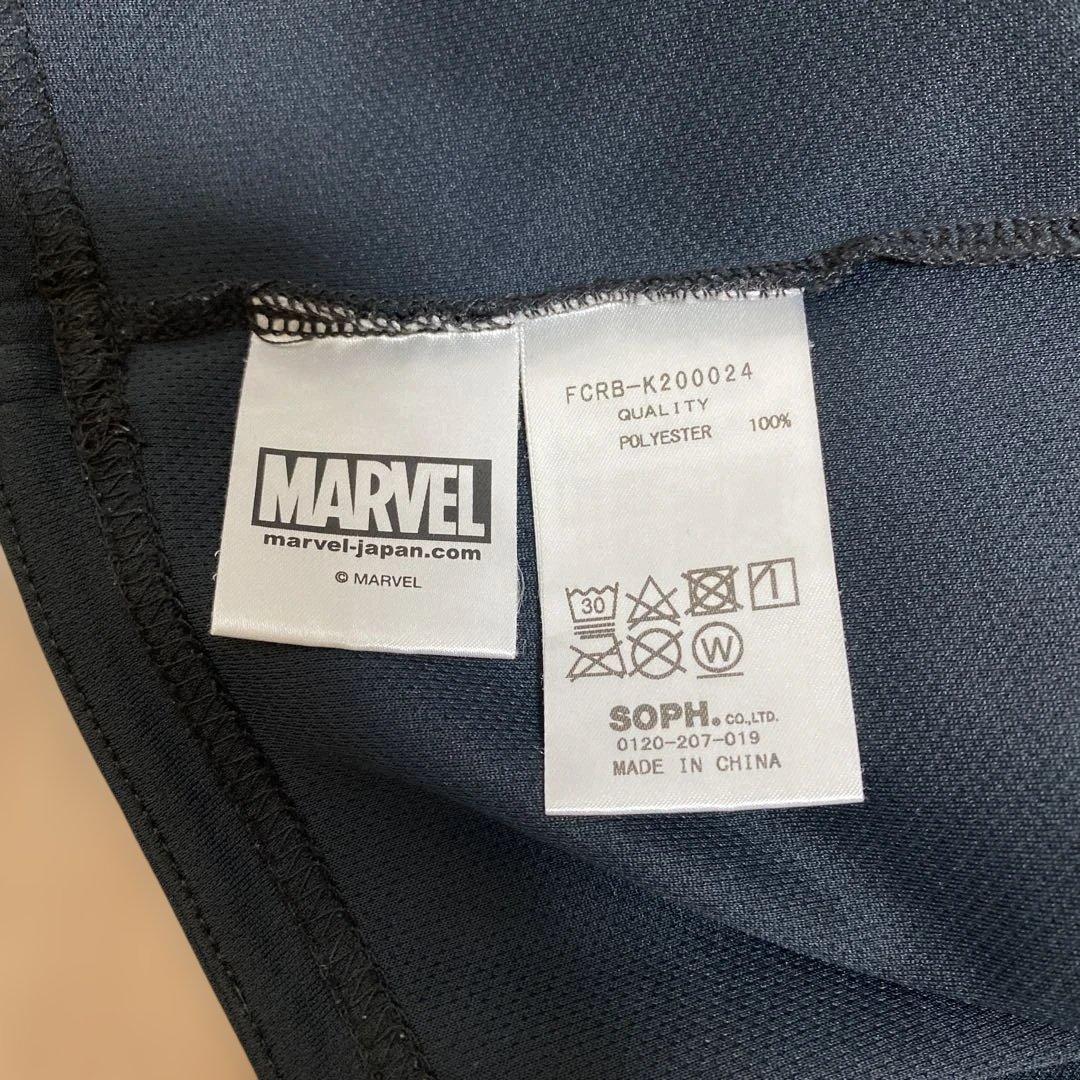 MARVEL
marvel-japan.com
© MARVEL
FCRB-K200024
QUALITY
POLYESTER 100%
30
W
SOPH. CO.,LTD.
0120-207-019
MADE IN CHINA